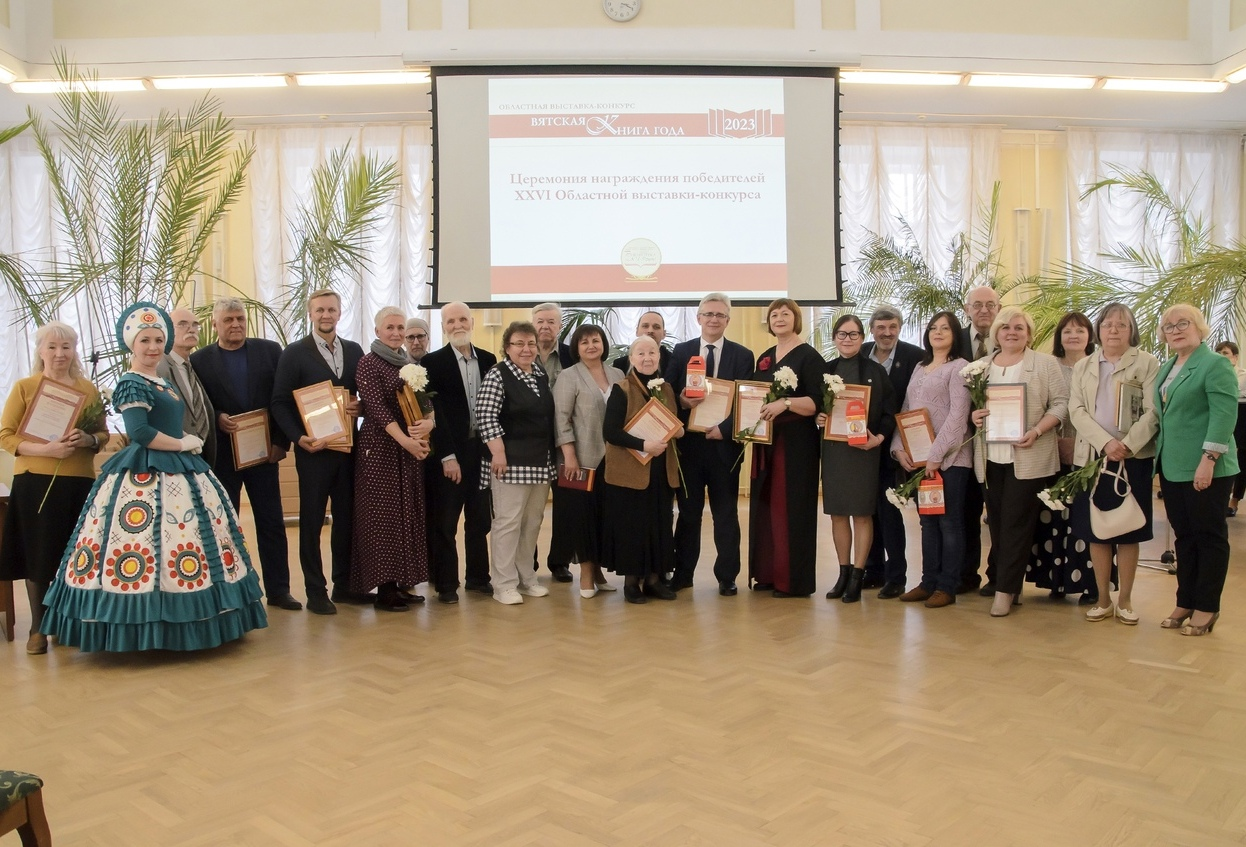 ОБЛАСТНАЯ ВЫСТАВКА-КОНКУРС
ВЯТСКАЯ КНИГА ГОДА
2023
Церемония награждения победителей
XXVI Областной выставки-конкурса